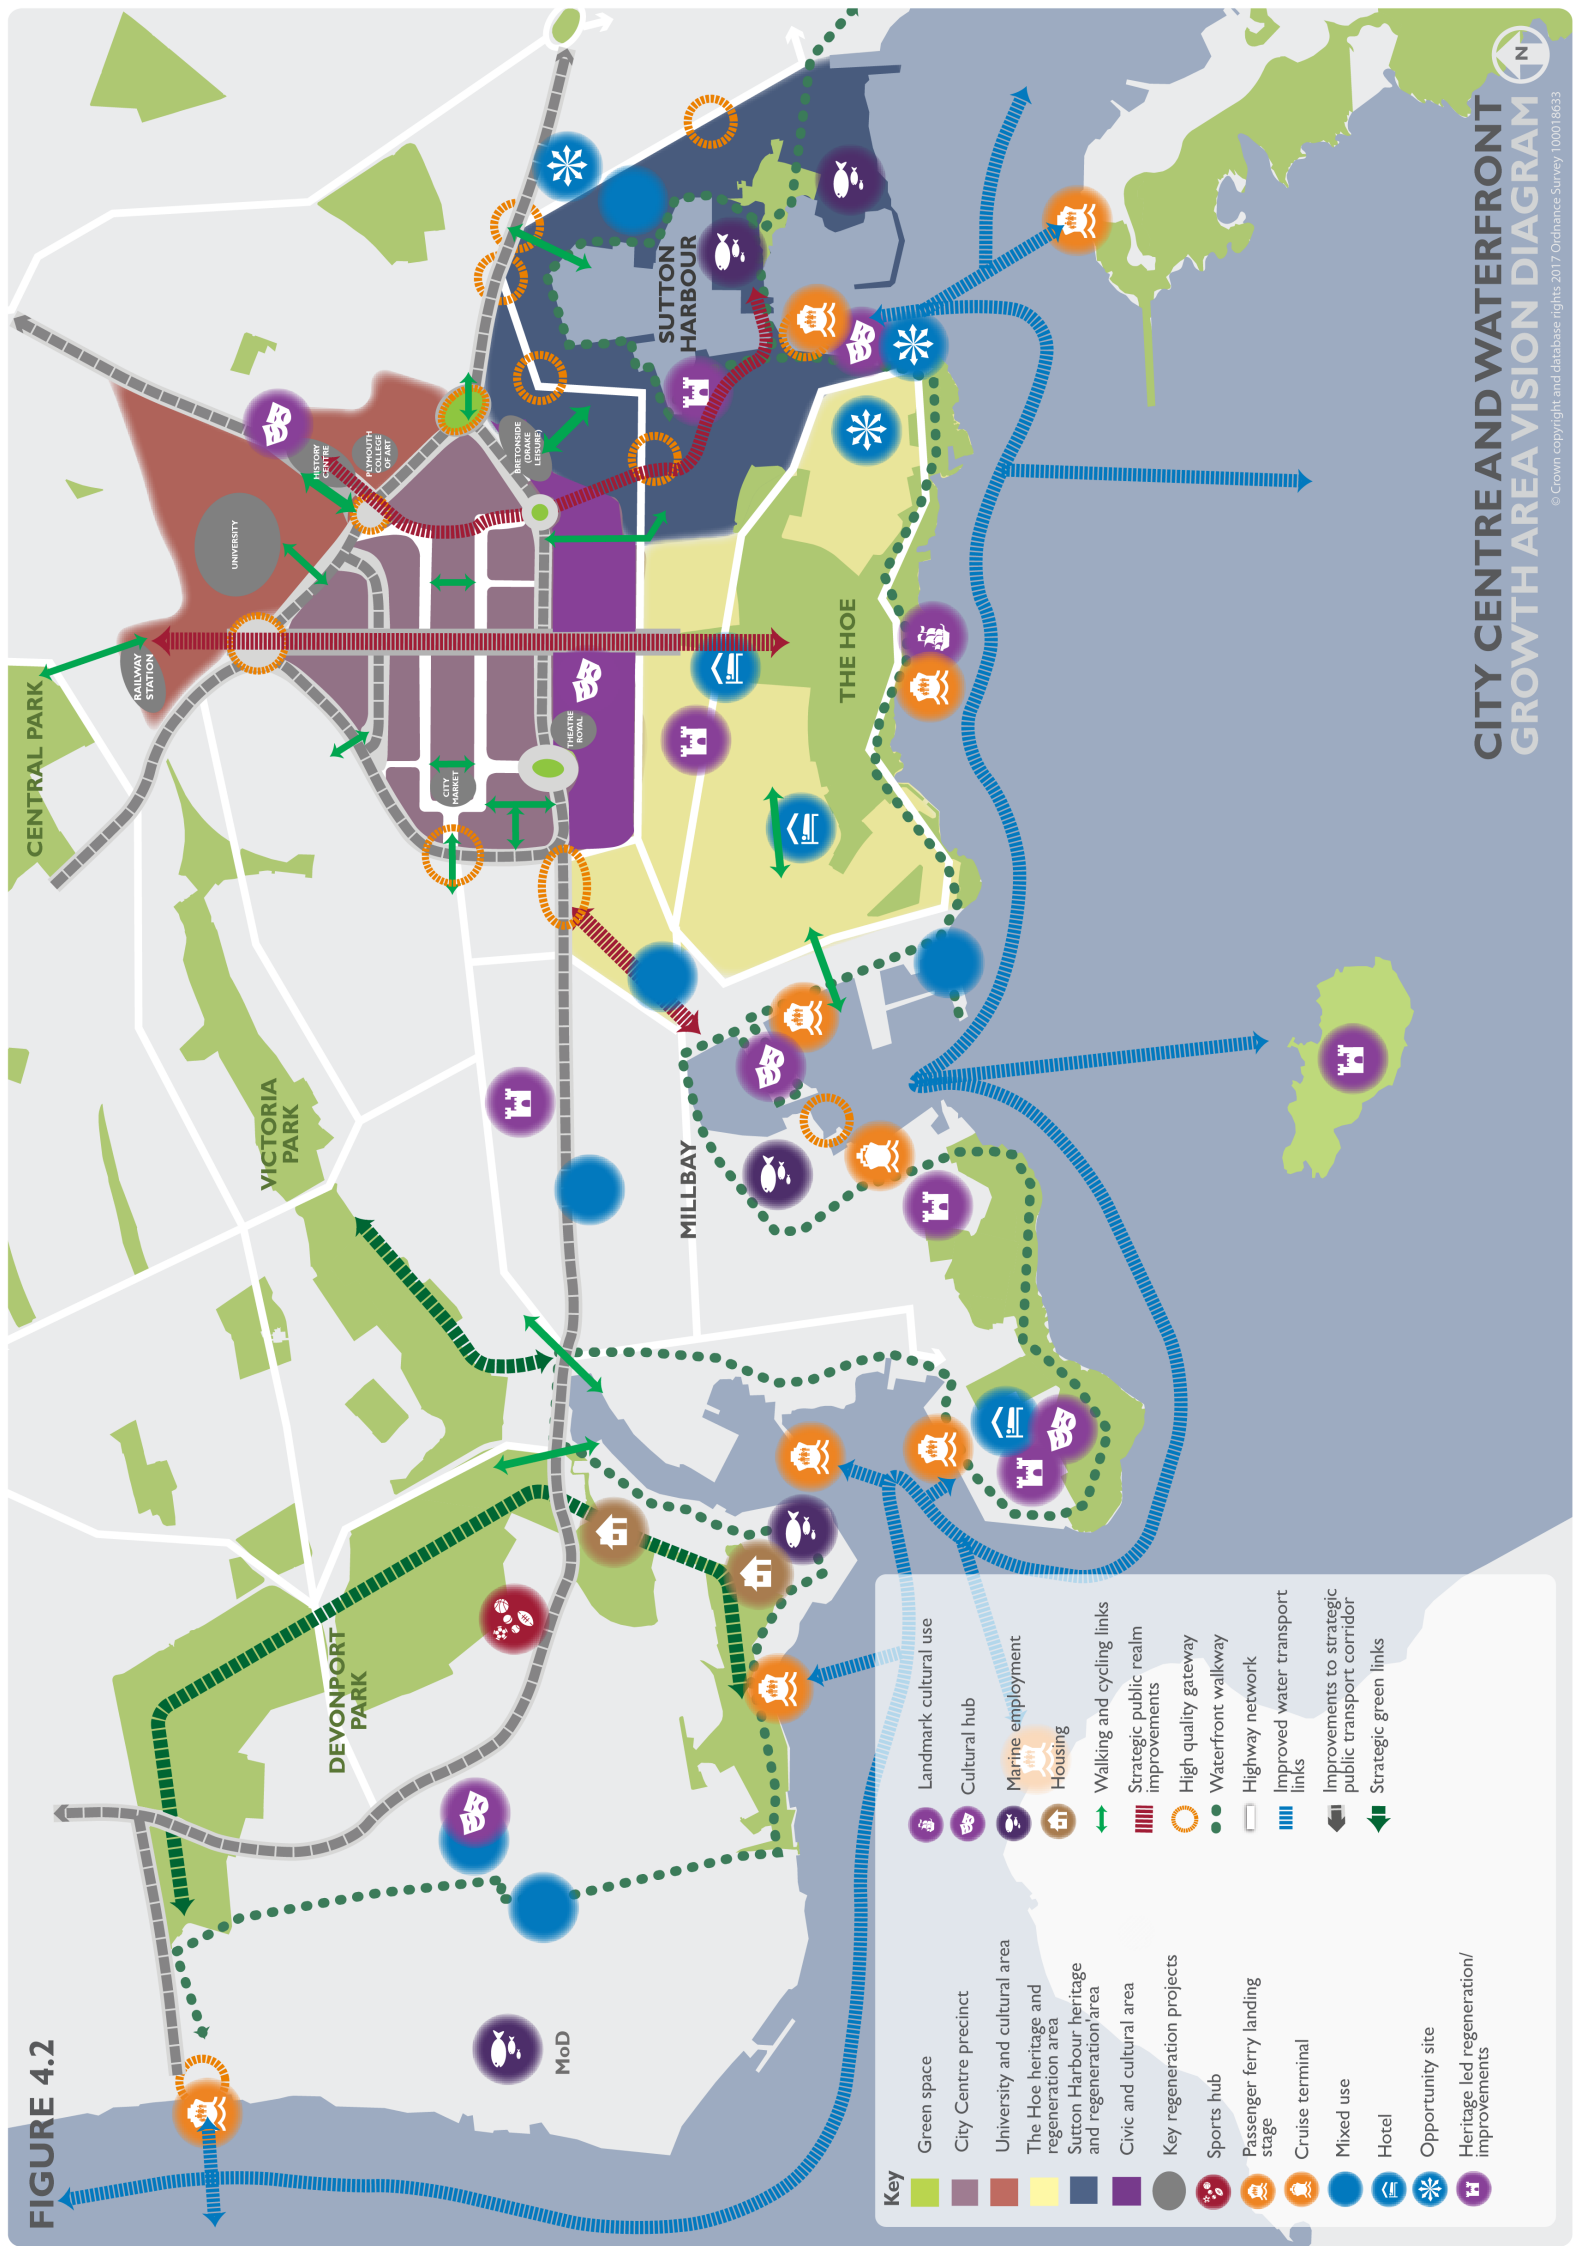 FIGURE 4.2
CITY CENTRE AND WATERFRONT
GROWTH AREA VISION DIAGRAM
© Crown copyright and database rights 2017 Ordnance Survey 100018633
N
CENTRAL PARK
RAILWAY
STATION
UNIVERSITY
HISTORY
CENTRE
PLYMOUTH
COLLEGE
OF ART
VICTORIA
PARK
DEVONPORT
PARK
CITY
MARKET
THEATRE
ROYAL
BRETONSIDE
(DRAKE
LEISURE)
SUTTON
HARBOUR
THE HOE
MILLBAY
MoD
Key
Green space
City Centre precinct
University and cultural area
The Hoe heritage and
regeneration area
Sutton Harbour heritage
and regeneration'area
Civic and cultural area
Key regeneration projects
Sports hub
Passenger ferry landing
stage
Cruise terminal
Mixed use
Hotel
Opportunity site
Heritage led regeneration/
improvements
Landmark cultural use
Cultural hub
Marine employment
Housing
Walking and cycling links
Strategic public realm
improvements
High quality gateway
Waterfront walkway
Highway network
Improved water transport
links
Improvements to strategic
public transport corridor
Strategic green links